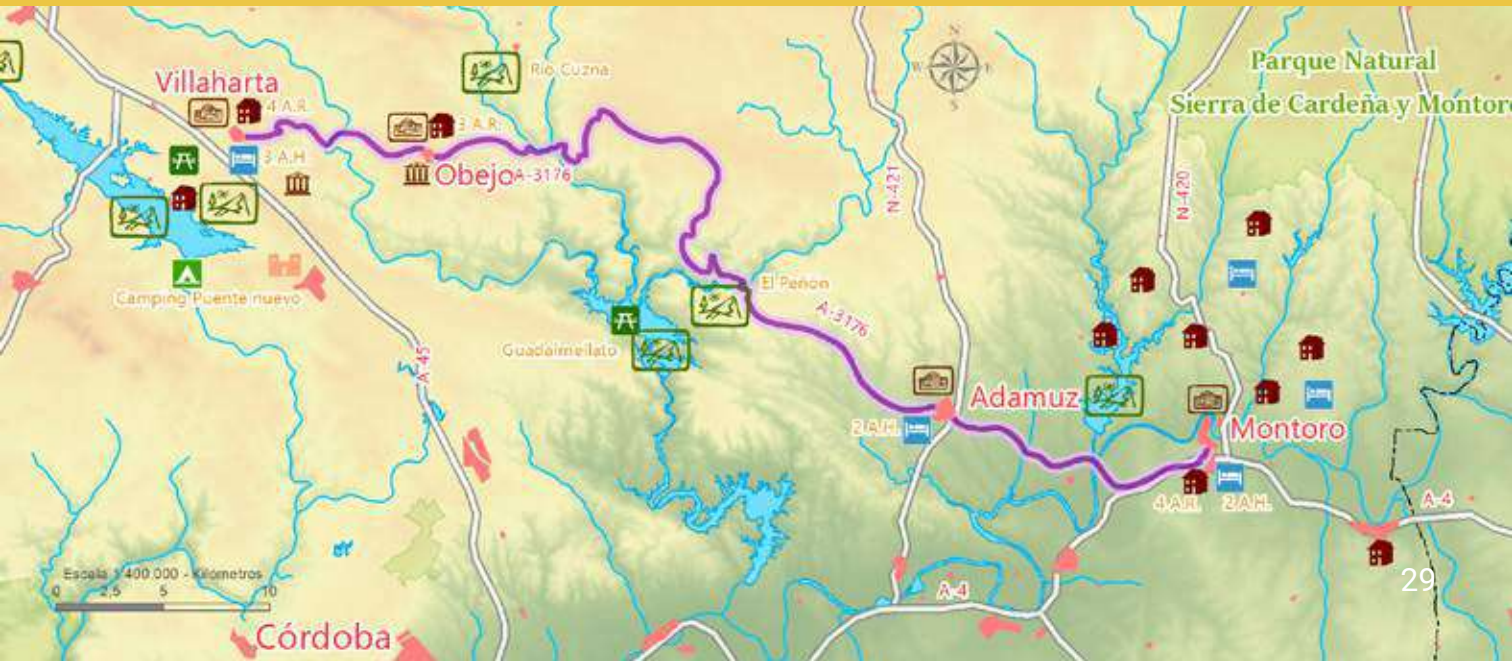 Parque Natural
Sierra de Cardeña y Montoro
Villaharta
4 A.R.
Río Cuzna
W
E
S
3 A.R.
3 A.H.
Obejo
A-3176
N-421
N-420
Camping Puente nuevo
El Peñon
A-3176
Guadalmellato
A-45
Adamuz
2 A.H.
Montoro
4 A.R.
2 A.H.
A-4
Escala 1:400.000 - Kilometros
0 2,5 5 10
A-4
29
Córdoba